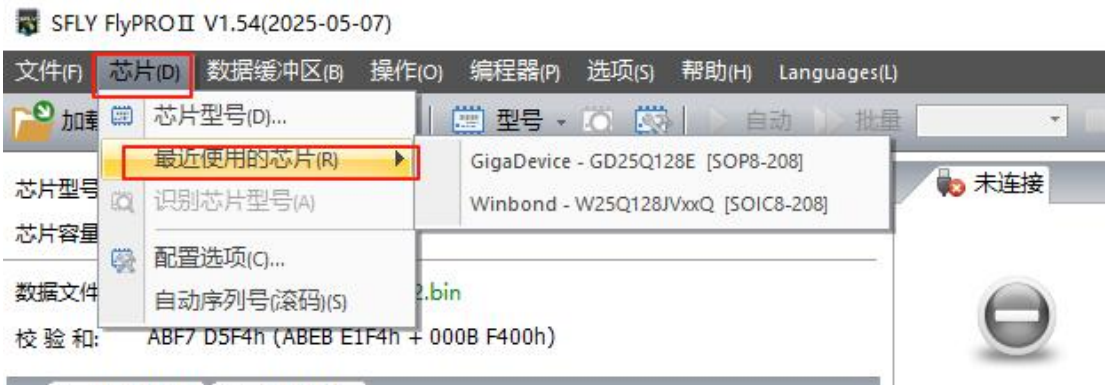 SFLY FlyPROⅡ V1.54(2025-05-07)
文件(F) 芯片(D) 数据缓冲区(B) 操作(O) 编程器(P) 选项(S) 帮助(H) Languages(L)
加载 型号 自动 批量
芯片型号(D)...
最近使用的芯片(R)
GigaDevice - GD25Q128E [SOP8-208]
Winbond - W25Q128JVxxQ [SOIC8-208]
识别芯片型号(A)
配置选项(C)...
自动序列号(滚码)(S)
未连接
芯片型号
芯片容量
数据文件 2.bin
校 验 和: ABF7 D5F4h (ABEB E1F4h + 000B F400h)